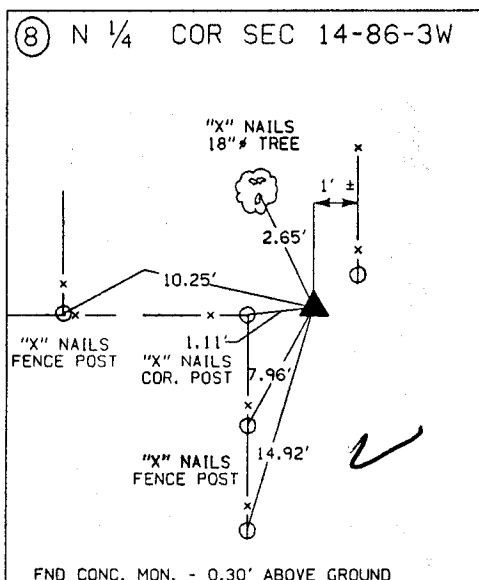 8 N 1/4 COR SEC 14-86-3W
"X" NAILS
18"ø TREE
1' ±
2.65'
10.25'
"X" NAILS
FENCE POST
1.11'
"X" NAILS
COR. POST
7.96'
14.92'
"X" NAILS
FENCE POST
FND CONC. MON. - 0.30' ABOVE GROUND